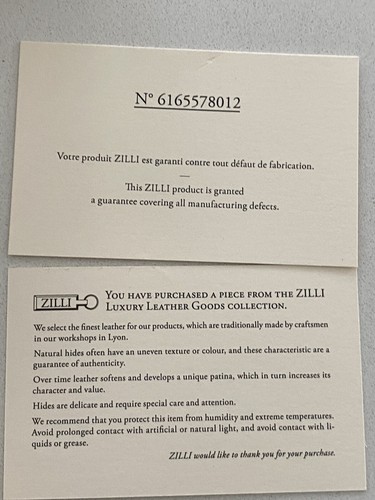 N° 6165578012
Votre produit ZILLI est garanti contre tout défaut de fabrication.
—
This ZILLI product is granted
a guarantee covering all manufacturing defects.
ZILLI
You have purchased a piece from the ZILLI
Luxury Leather Goods collection.
We select the finest leather for our products, which are traditionally made by craftsmen
in our workshops in Lyon.
Natural hides often have an uneven texture or colour, and these characteristic are a
guarantee of authenticity.
Over time leather softens and develops a unique patina, which in turn increases its
character and value.
Hides are delicate and require special care and attention.
We recommend that you protect this item from humidity and extreme temperatures.
Avoid prolonged contact with artificial or natural light, and avoid contact with li-
quids or grease.
ZILLI would like to thank you for your purchase.